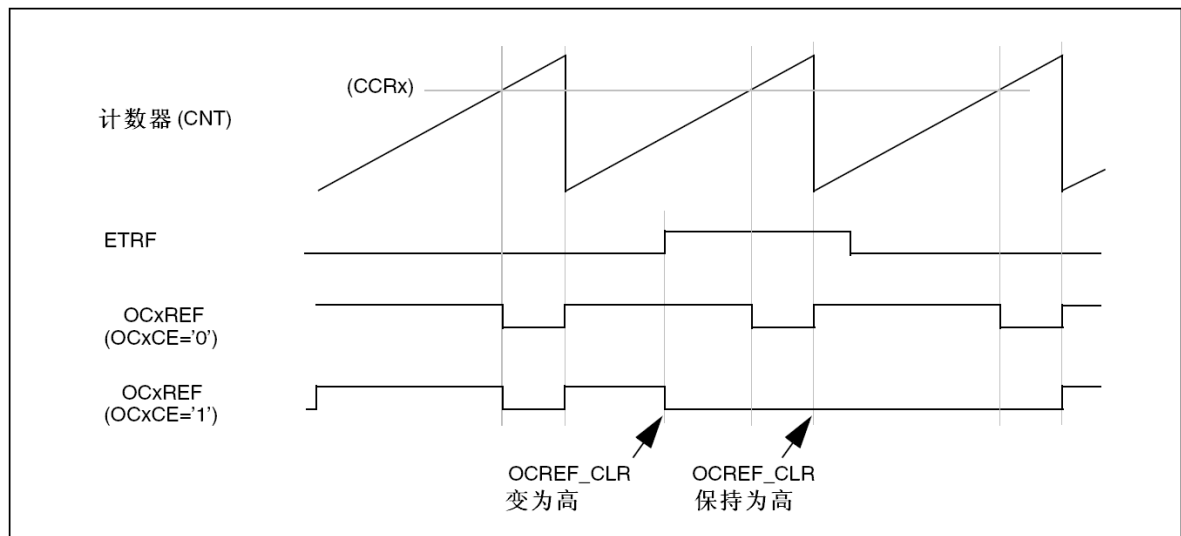 (CCRx)
计数器(CNT)
ETRF
OCxREF
(OCxCE='0')
OCxREF
(OCxCE='1')
OCREF_CLR
变为高
OCREF_CLR
保持为高